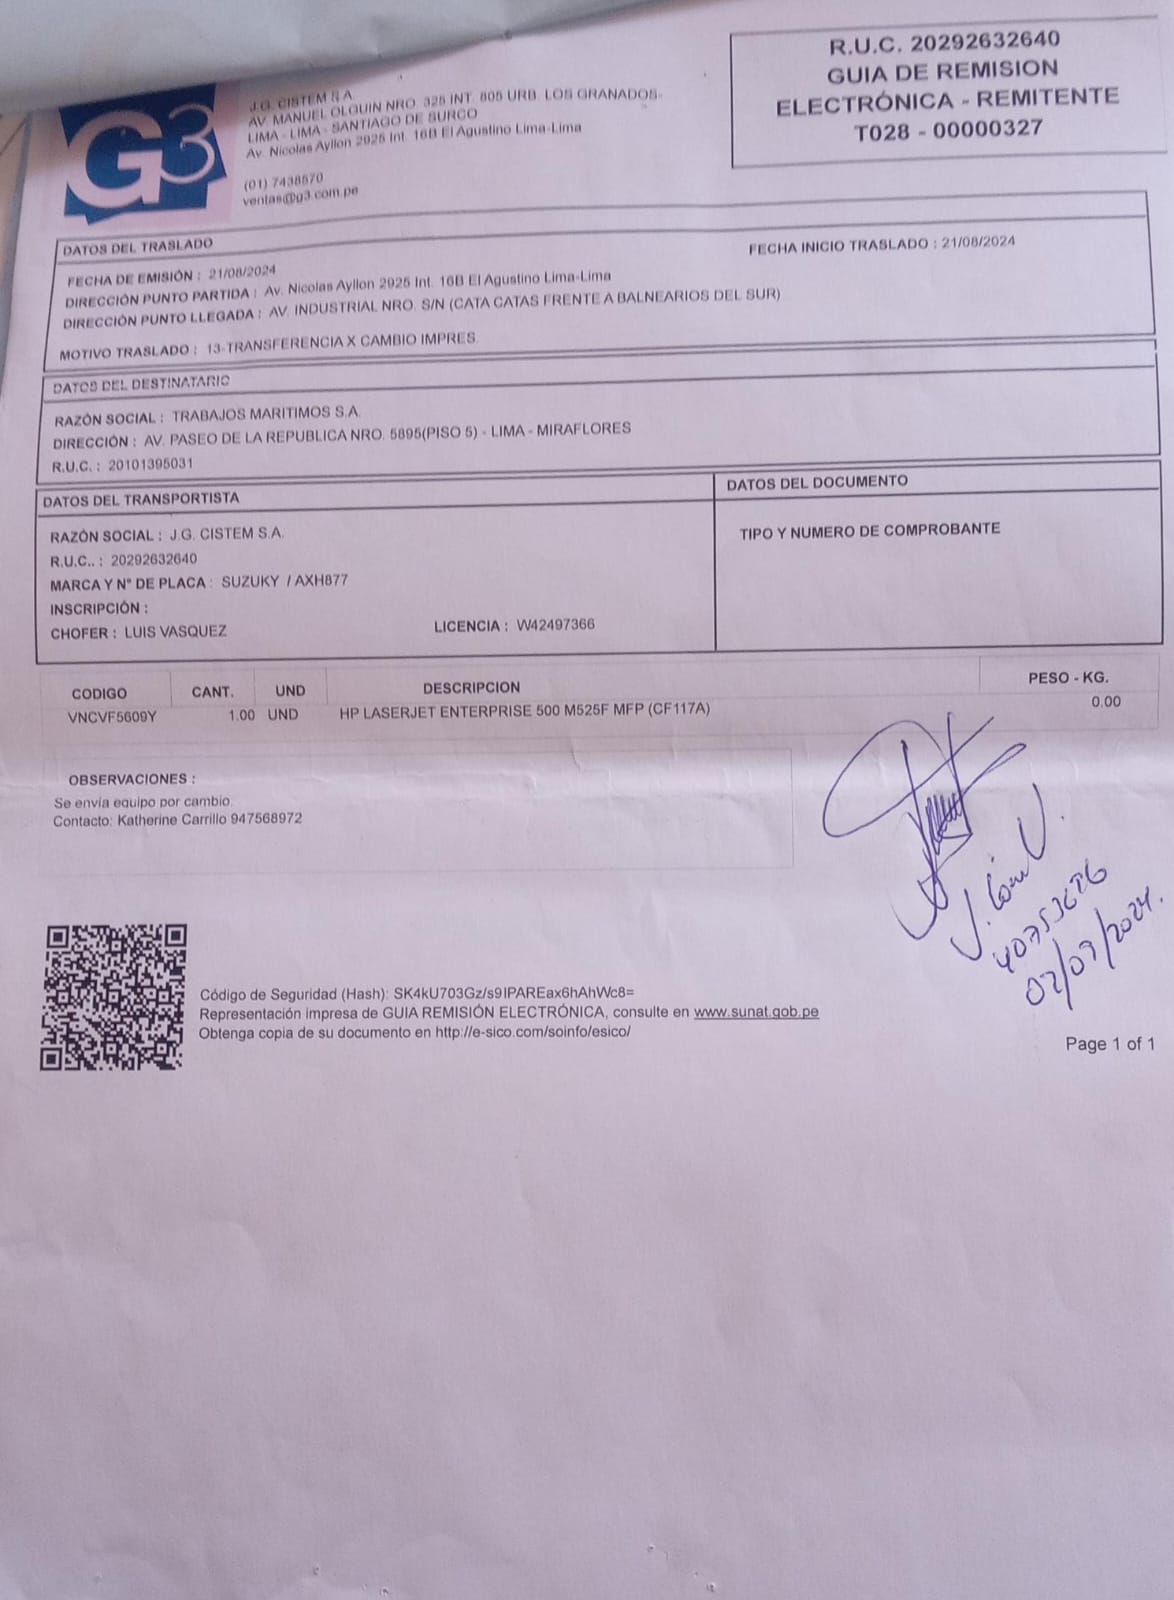 R.U.C. 20292632640
GUIA DE REMISION
ELECTRÓNICA - REMITENTE
T028 - 00000327
G3
J.G. CISTEM S.A.
AV. MANUEL OLGUIN NRO. 325 INT. 805 URB. LOS GRANADOS-
LIMA - LIMA - SANTIAGO DE SURCO
Av. Nicolas Ayllon 2925 Int. 16B El Agustino Lima-Lima
(01) 7438570
ventas@g3.com.pe
DATOS DEL TRASLADO
FECHA DE EMISIÓN : 21/08/2024
FECHA INICIO TRASLADO : 21/08/2024
DIRECCIÓN PUNTO PARTIDA : Av. Nicolas Ayllon 2925 Int. 16B El Agustino Lima-Lima
DIRECCIÓN PUNTO LLEGADA : AV. INDUSTRIAL NRO. S/N (CATA CATAS FRENTE A BALNEARIOS DEL SUR)
MOTIVO TRASLADO : 13-TRANSFERENCIA X CAMBIO IMPRES.
DATOS DEL DESTINATARIO
RAZÓN SOCIAL : TRABAJOS MARITIMOS S.A.
DIRECCIÓN : AV. PASEO DE LA REPUBLICA NRO. 5895(PISO 5) - LIMA - MIRAFLORES
R.U.C. : 20101395031
DATOS DEL TRANSPORTISTA
RAZÓN SOCIAL : J.G. CISTEM S.A.
R.U.C.. : 20292632640
MARCA Y N° DE PLACA : SUZUKY / AXH877
INSCRIPCIÓN :
CHOFER : LUIS VASQUEZ
LICENCIA : W42497366
DATOS DEL DOCUMENTO
TIPO Y NUMERO DE COMPROBANTE
CODIGO CANT. UND DESCRIPCION PESO - KG.
VNCVF5609Y 1.00 UND HP LASERJET ENTERPRISE 500 M525F MFP (CF117A) 0.00
OBSERVACIONES :
Se envia equipo por cambio.
Contacto: Katherine Carrillo 947568972
02/09/2024.
Código de Seguridad (Hash): SK4kU703Gz/s9IPAREax6hAhWc8=
Representación impresa de GUIA REMISIÓN ELECTRÓNICA, consulte en www.sunat.gob.pe
Obtenga copia de su documento en http://e-sico.com/soinfo/esico/
Page 1 of 1